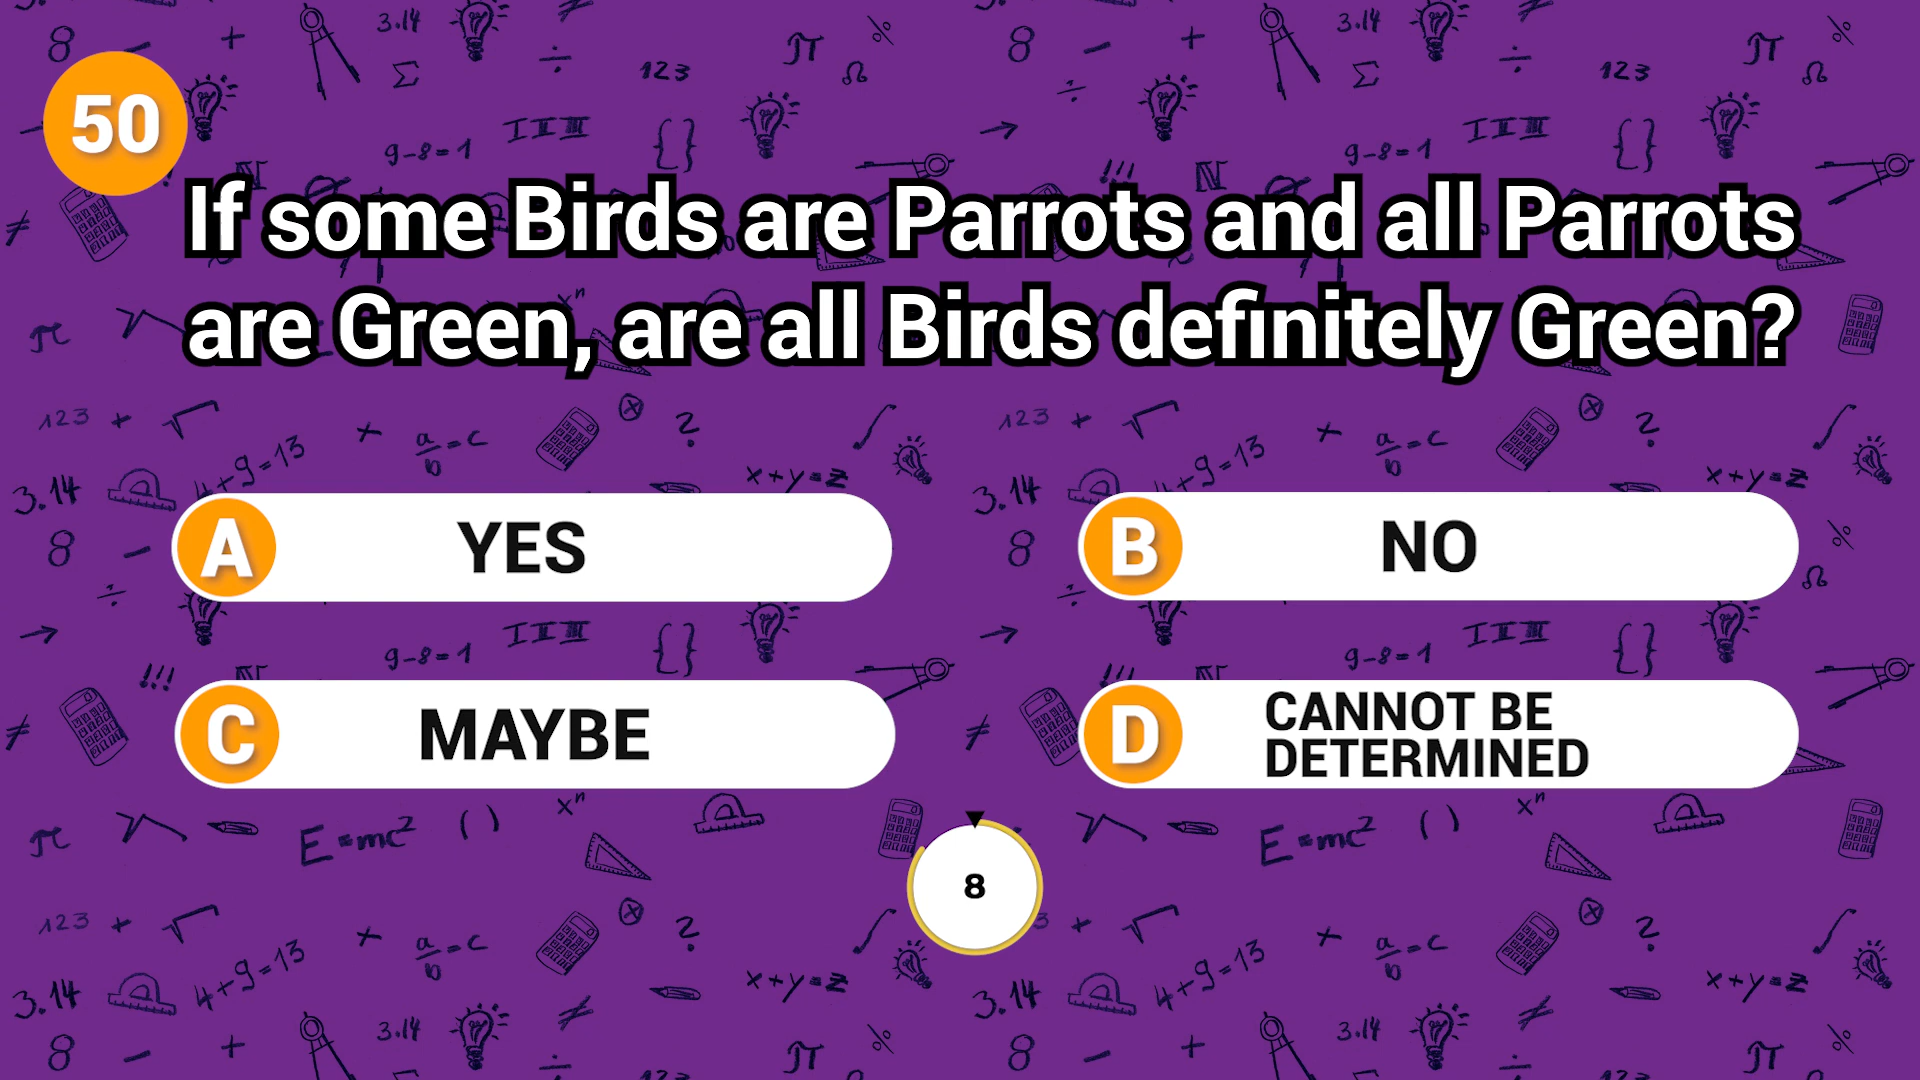 50
If some Birds are Parrots and all Parrots
are Green, are all Birds definitely Green?
A YES
B NO
C MAYBE
D CANNOT BE
DETERMINED
8